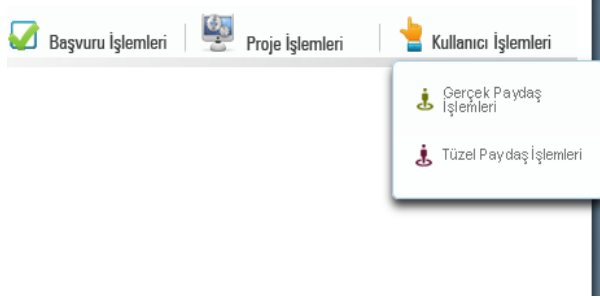 Başvuru İşlemleri Proje İşlemleri Kullanıcı İşlemleri
Gerçek Paydaş
İşlemleri
Tüzel Paydaş İşlemleri